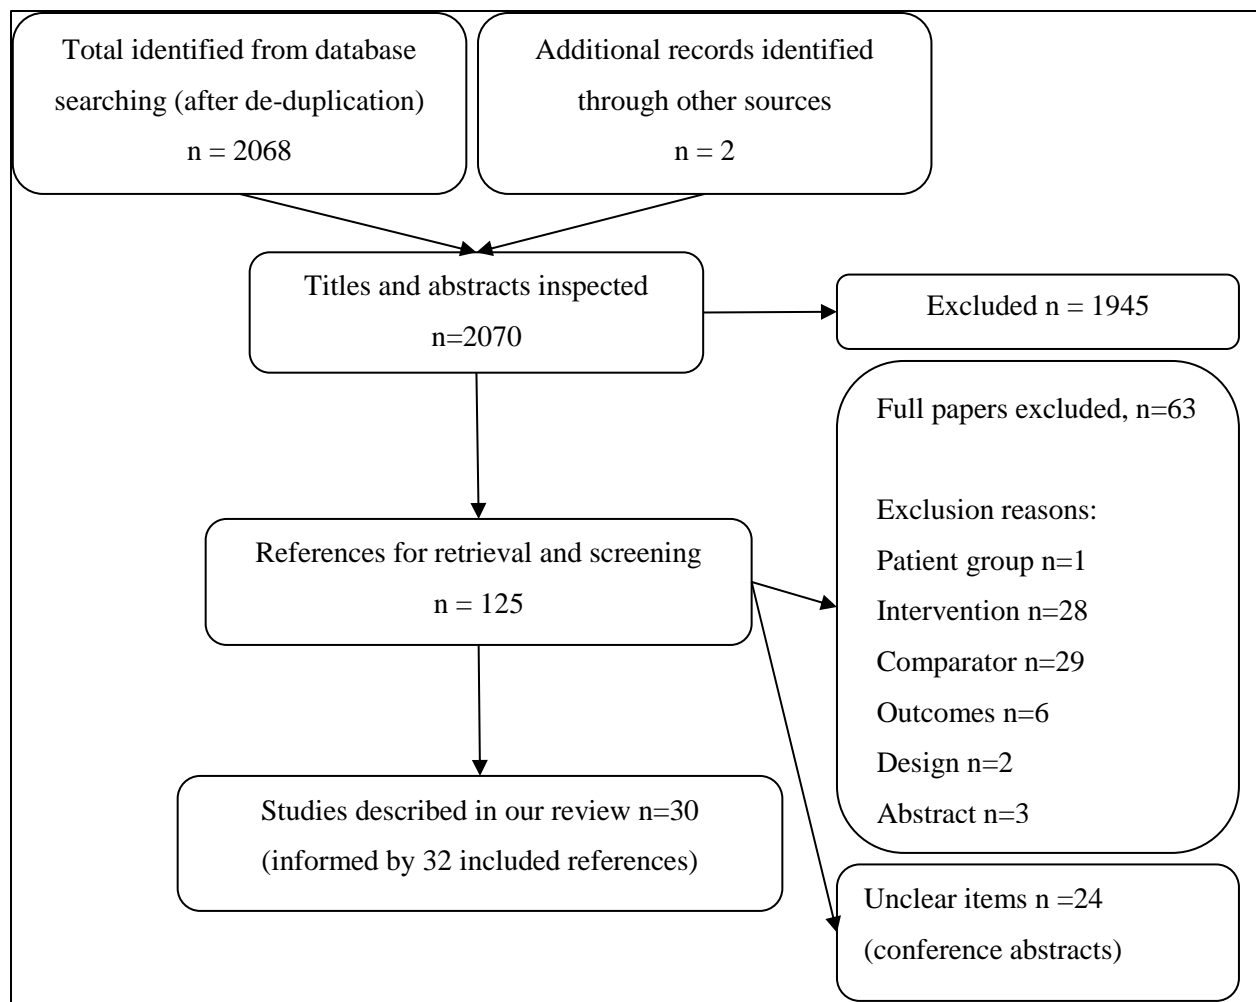 Total identified from database
searching (after de-duplication)
n = 2068
Additional records identified
through other sources
n = 2
Titles and abstracts inspected
n=2070
Excluded n = 1945
Full papers excluded, n=63
Exclusion reasons:
Patient group n=1
Intervention n=28
Comparator n=29
Outcomes n=6
Design n=2
Abstract n=3
References for retrieval and screening
n = 125
Studies described in our review n=30
(informed by 32 included references)
Unclear items n =24
(conference abstracts)